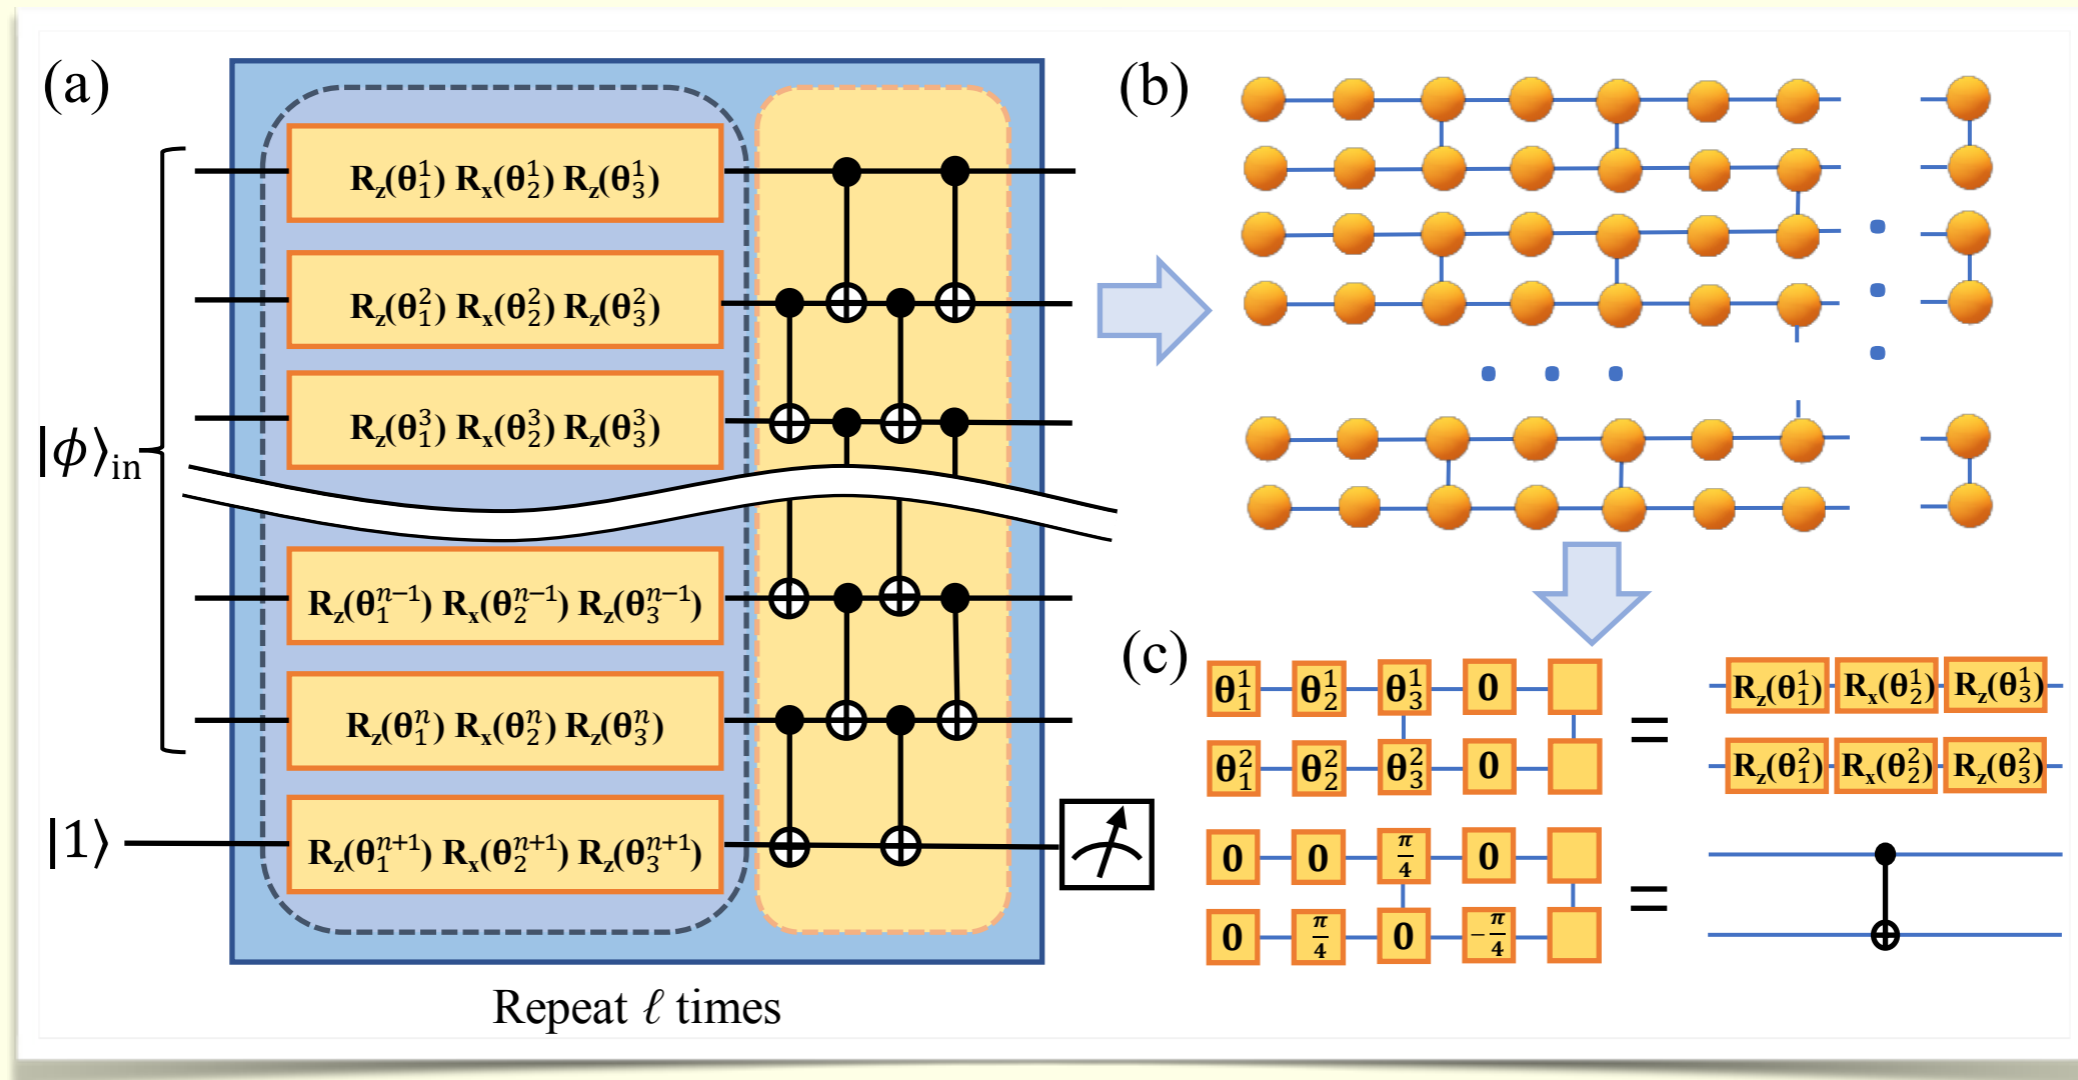 (a)
R_z(θ_1^1) R_x(θ_2^1) R_z(θ_3^1)
R_z(θ_1^2) R_x(θ_2^2) R_z(θ_3^2)
R_z(θ_1^3) R_x(θ_2^3) R_z(θ_3^3)
|ϕ⟩_in
R_z(θ_1^{n−1}) R_x(θ_2^{n−1}) R_z(θ_3^{n−1})
R_z(θ_1^n) R_x(θ_2^n) R_z(θ_3^n)
|1⟩
R_z(θ_1^{n+1}) R_x(θ_2^{n+1}) R_z(θ_3^{n+1})
Repeat ℓ times
(b)
(c)
θ_1^1 θ_2^1 θ_3^1 0
θ_1^2 θ_2^2 θ_3^2 0
=
R_z(θ_1^1) R_x(θ_2^1) R_z(θ_3^1)
R_z(θ_1^2) R_x(θ_2^2) R_z(θ_3^2)
0 0 π/4 0
0 π/4 0 −π/4
=